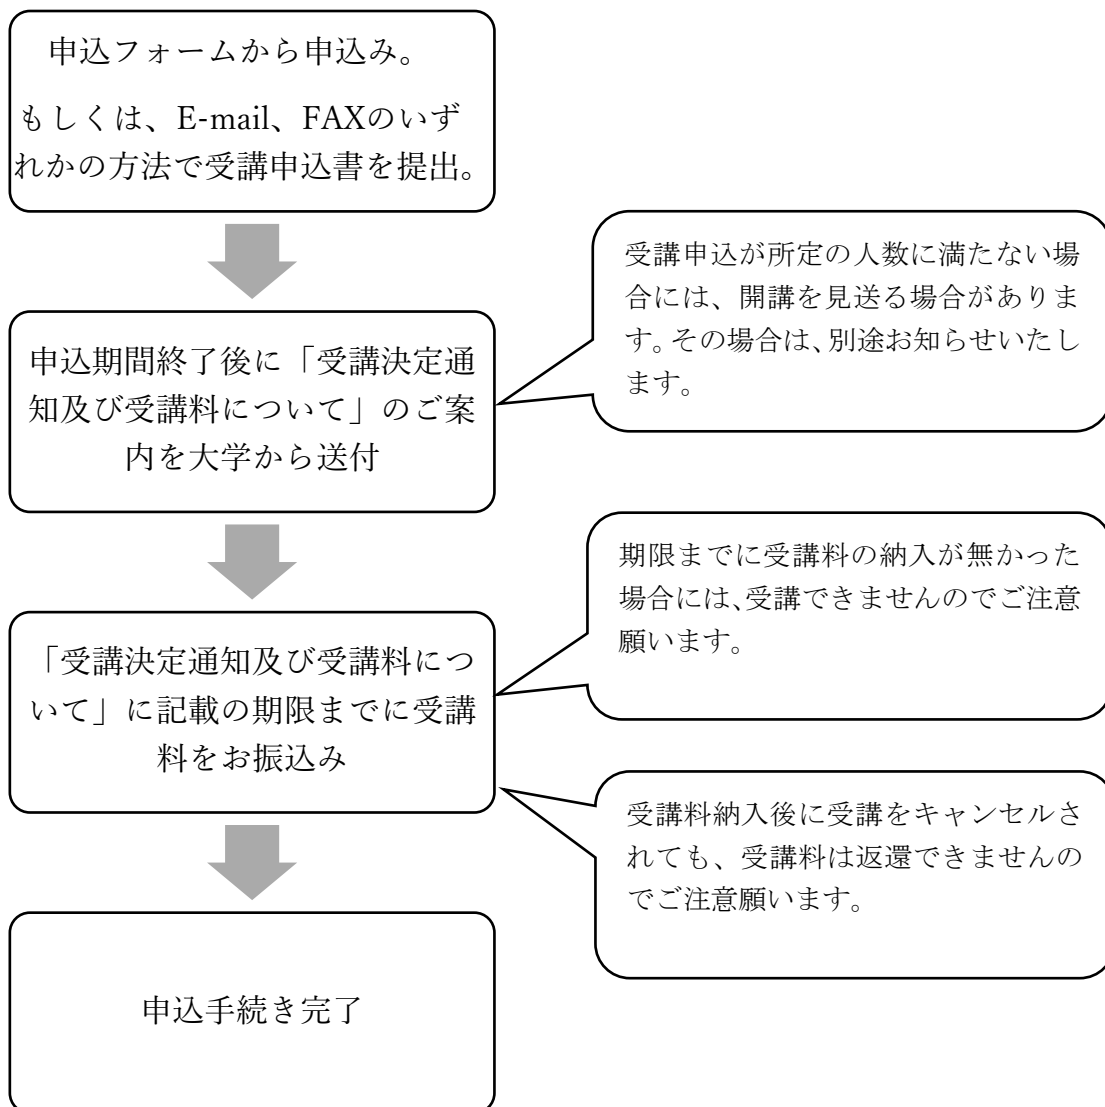 申込フォームから申込み。
もしくは、E-mail、FAXのいず
れかの方法で受講申込書を提出。
受講申込が所定の人数に満たない場
合には、開講を見送る場合がありま
す。その場合は、別途お知らせいたし
ます。
申込期間終了後に「受講決定通
知及び受講料について」のご案
内を大学から送付
期限までに受講料の納入が無かった
場合には、受講できませんのでご注意
願います。
「受講決定通知及び受講料につ
いて」に記載の期限までに受講
料をお振込み
受講料納入後に受講をキャンセルさ
れても、受講料は返還できませんの
でご注意願います。
申込手続き完了